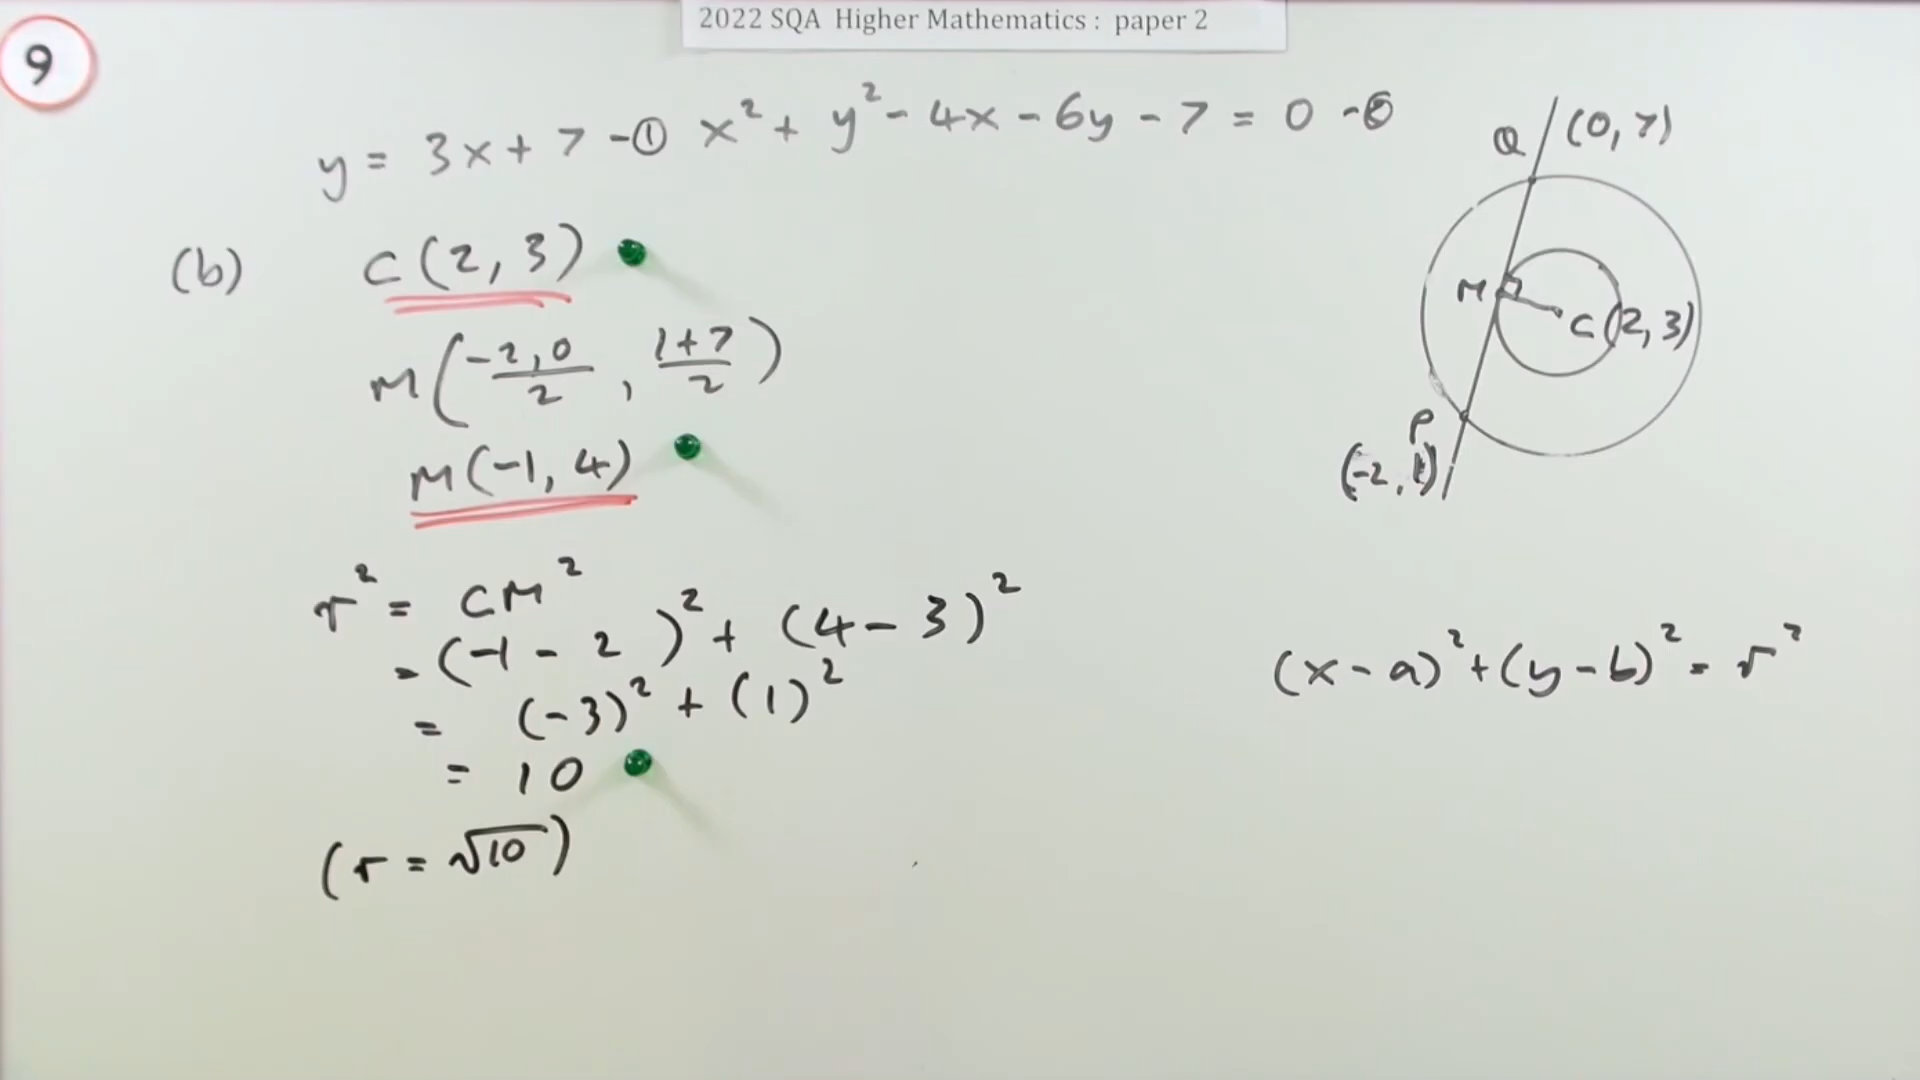 2022 SQA Higher Mathematics : paper 2
9
y = 3x + 7 -① x² + y² - 4x - 6y - 7 = 0 -②
Q (0, 7)
(b) C(2, 3)
M C(2, 3)
M(-2,0/2 , 1+7/2)
M(-1, 4)
P
(-2, 1)
r² = CM²
= (-1 - 2)² + (4 - 3)²
= (-3)² + (1)²
= 10
(r = √10)
(x - a)² + (y - b)² = r²